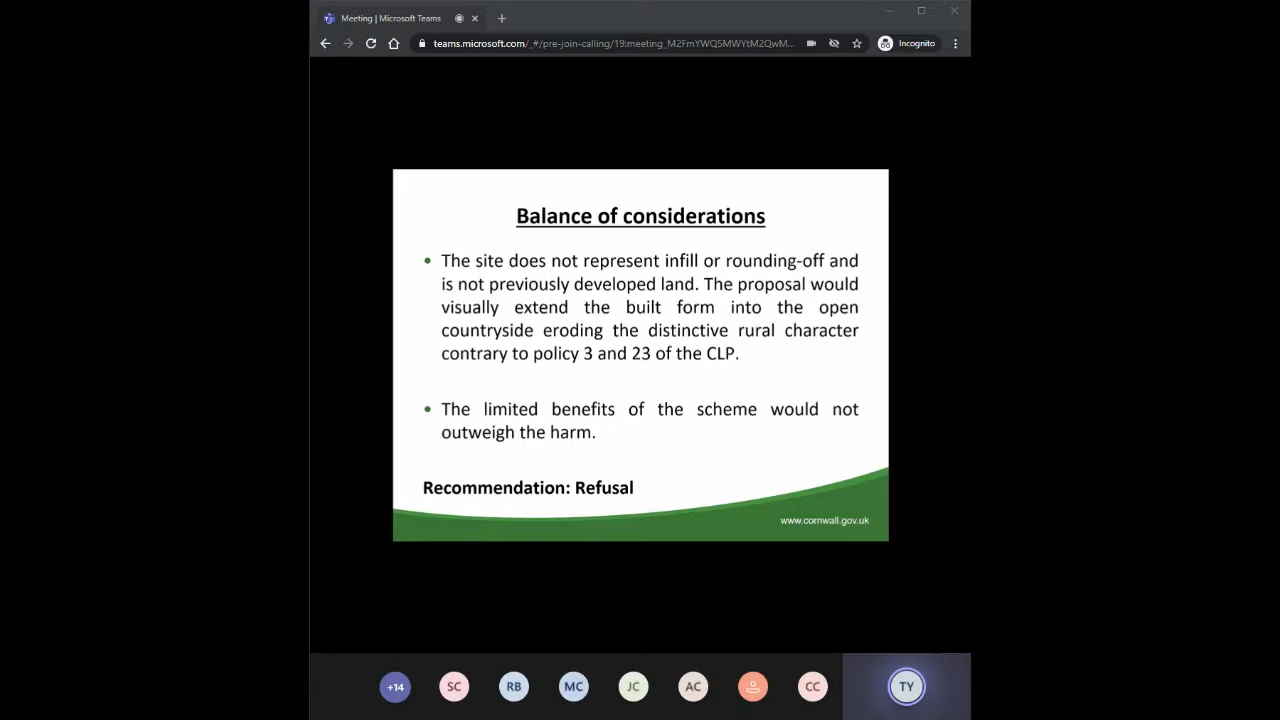 Meeting | Microsoft Teams
teams.microsoft.com/_#/pre-join-calling/19:meeting_M2FmYWQ5MWYtM2QwM...
Incognito
Balance of considerations
• The site does not represent infill or rounding-off and
is not previously developed land. The proposal would
visually extend the built form into the open
countryside eroding the distinctive rural character
contrary to policy 3 and 23 of the CLP.
• The limited benefits of the scheme would not
outweigh the harm.
Recommendation: Refusal
www.cornwall.gov.uk
+14 SC RB MC JC AC CC TY